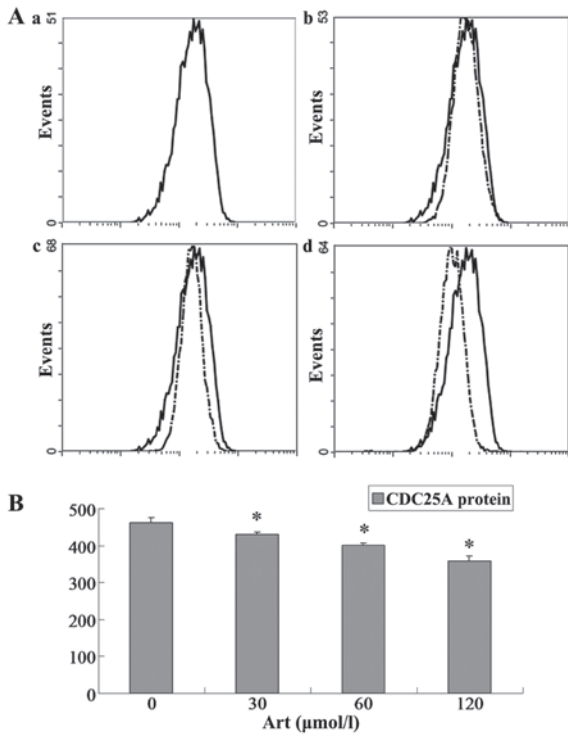 A
a
51
Events
0
b
53
Events
0
c
68
Events
0
d
64
Events
0
B
CDC25A protein
500
400
300
200
100
0
*
*
*
0
30
60
120
Art (μmol/l)